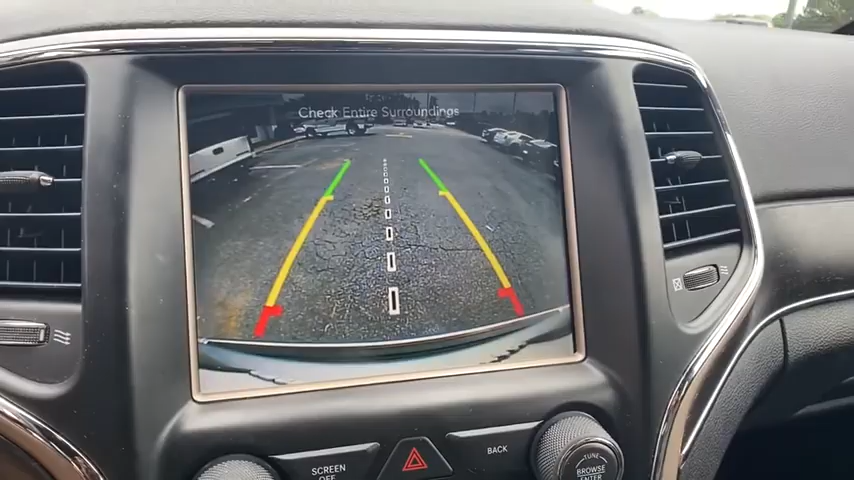 Check Entire Surroundings
SCREEN
OFF
BACK
TUNE
BROWSE
ENTER